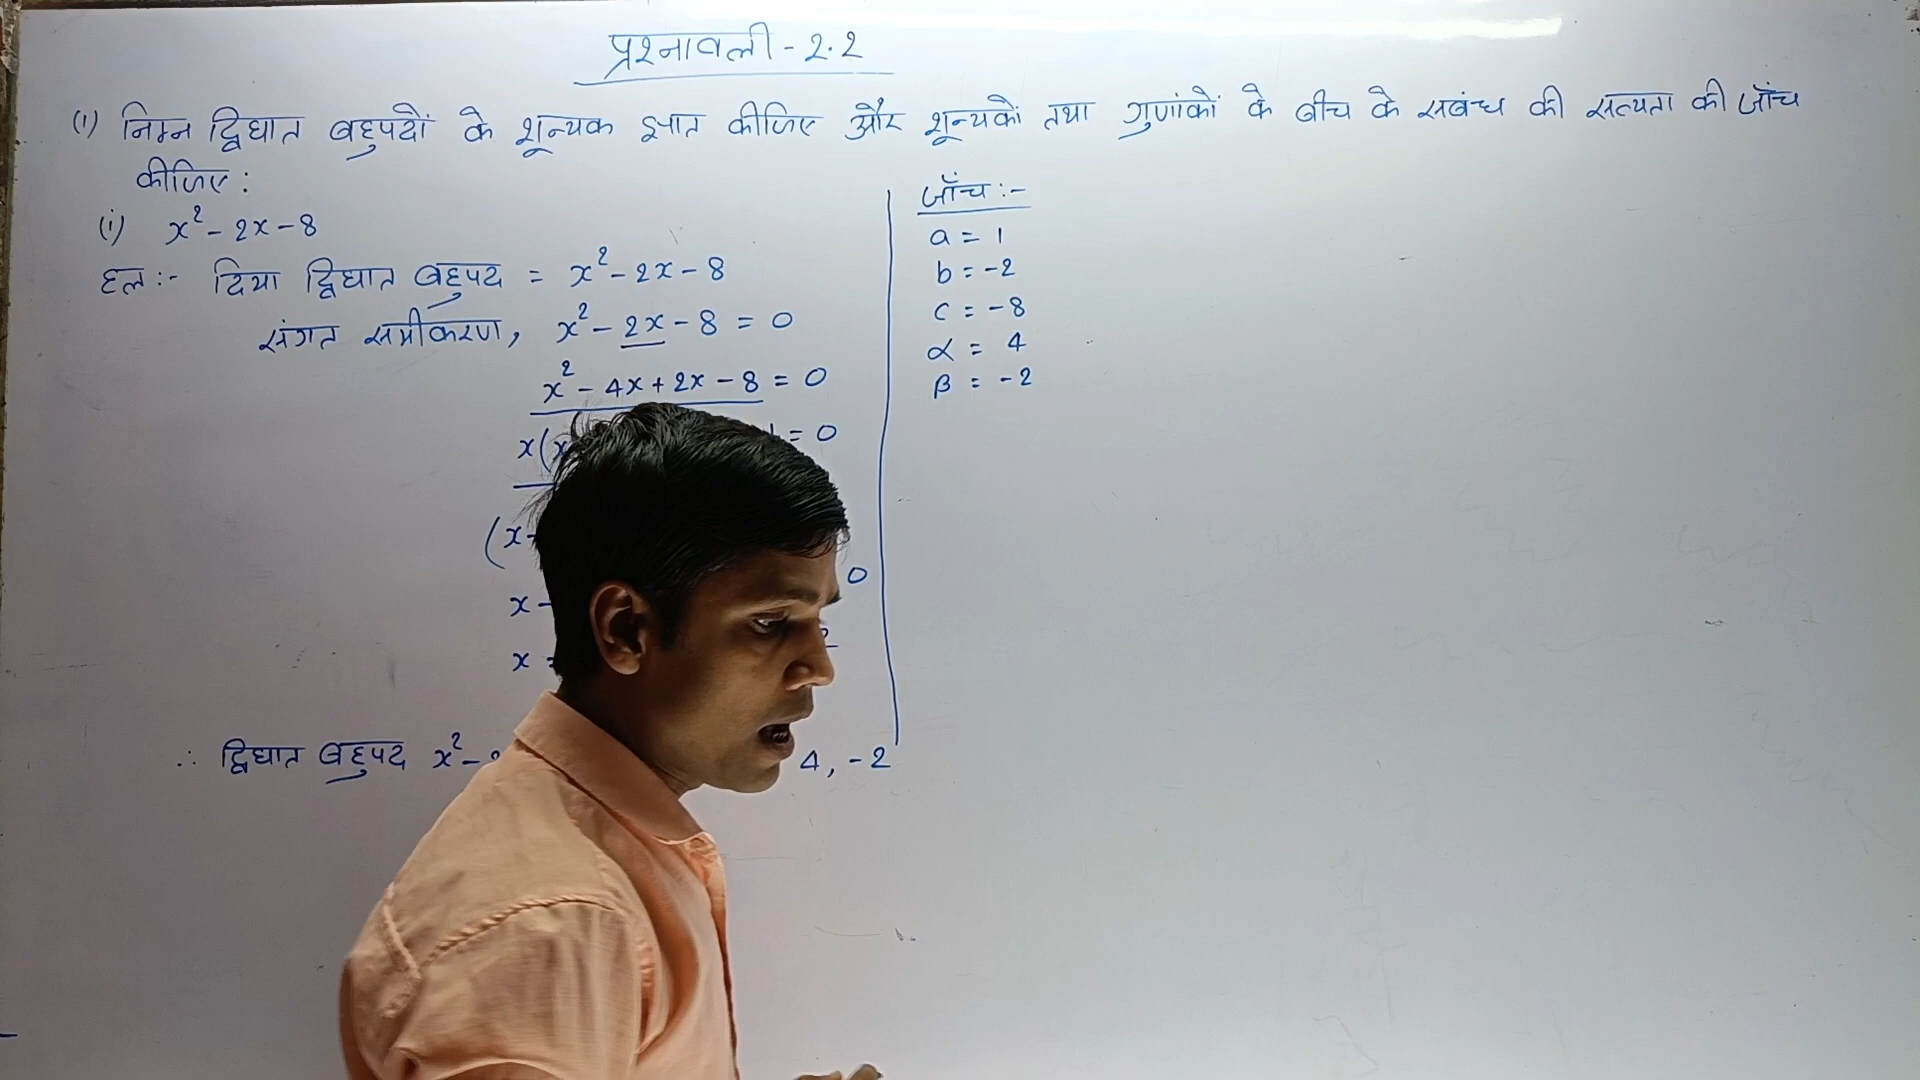 प्रश्नावली - 2.2
(1) निम्न द्विघात बहुपदों के शून्यक ज्ञात कीजिए और शून्यकों तथा गुणांकों के बीच के सबंध की सत्यता की जाँच
कीजिए :
(i) x² - 2x - 8
हल :- दिया द्विघात बहुपद = x² - 2x - 8
संगत समीकरण, x² - 2x - 8 = 0
x² - 4x + 2x - 8 = 0
x(x = 0
(x-
0
x -
x =
∴ द्विघात बहुपद x² - 4, -2
जाँच :-
a = 1
b = -2
c = -8
α = 4
β = -2